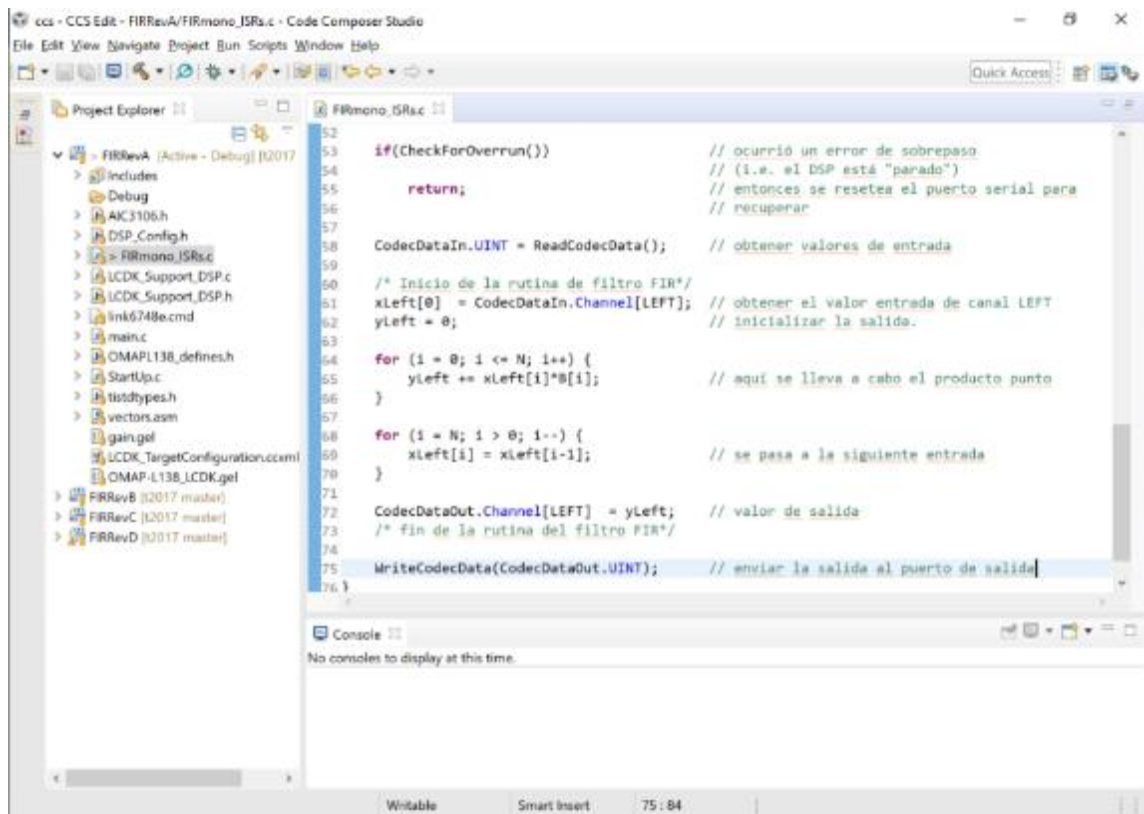 ccs - CCS Edit - FIRRevA/FIRmono_ISRs.c - Code Composer Studio
File Edit View Navigate Project Run Scripts Window Help
Quick Access
Project Explorer
FIRmono_ISRs.c
> FIRRevA [Active - Debug] [t2017
Includes
Debug
AIC3106.h
DSP_Config.h
> FIRmono_ISRs.c
LCDK_Support_DSP.c
LCDK_Support_DSP.h
link6748e.cmd
main.c
OMAPL138_defines.h
StartUp.c
tistdtypes.h
vectors.asm
gain.gel
LCDK_TargetConfiguration.ccxml
OMAP-L138_LCDK.gel
FIRRevB [t2017 master]
FIRRevC [t2017 master]
FIRRevD [t2017 master]
52
53 if(CheckForOverrun()) // ocurrió un error de sobrepaso
54 // (i.e. el DSP está "parado")
55 return; // entonces se resetea el puerto serial para
56 // recuperar
57
58 CodecDataIn.UINT = ReadCodecData(); // obtener valores de entrada
59
60 /* Inicio de la rutina de filtro FIR*/
61 xLeft[0] = CodecDataIn.Channel[LEFT]; // obtener el valor entrada de canal LEFT
62 yLeft = 0; // inicializar la salida.
63
64 for (i = 0; i <= N; i++) {
65 yLeft += xLeft[i]*B[i]; // aquí se lleva a cabo el producto punto
66 }
67
68 for (i = N; i > 0; i--) {
69 xLeft[i] = xLeft[i-1]; // se pasa a la siguiente entrada
70 }
71
72 CodecDataOut.Channel[LEFT] = yLeft; // valor de salida
73 /* fin de la rutina del filtro FIR*/
74
75 WriteCodecData(CodecDataOut.UINT); // enviar la salida al puerto de salida
76 }
Console
No consoles to display at this time.
Writable Smart Insert 75 : 84